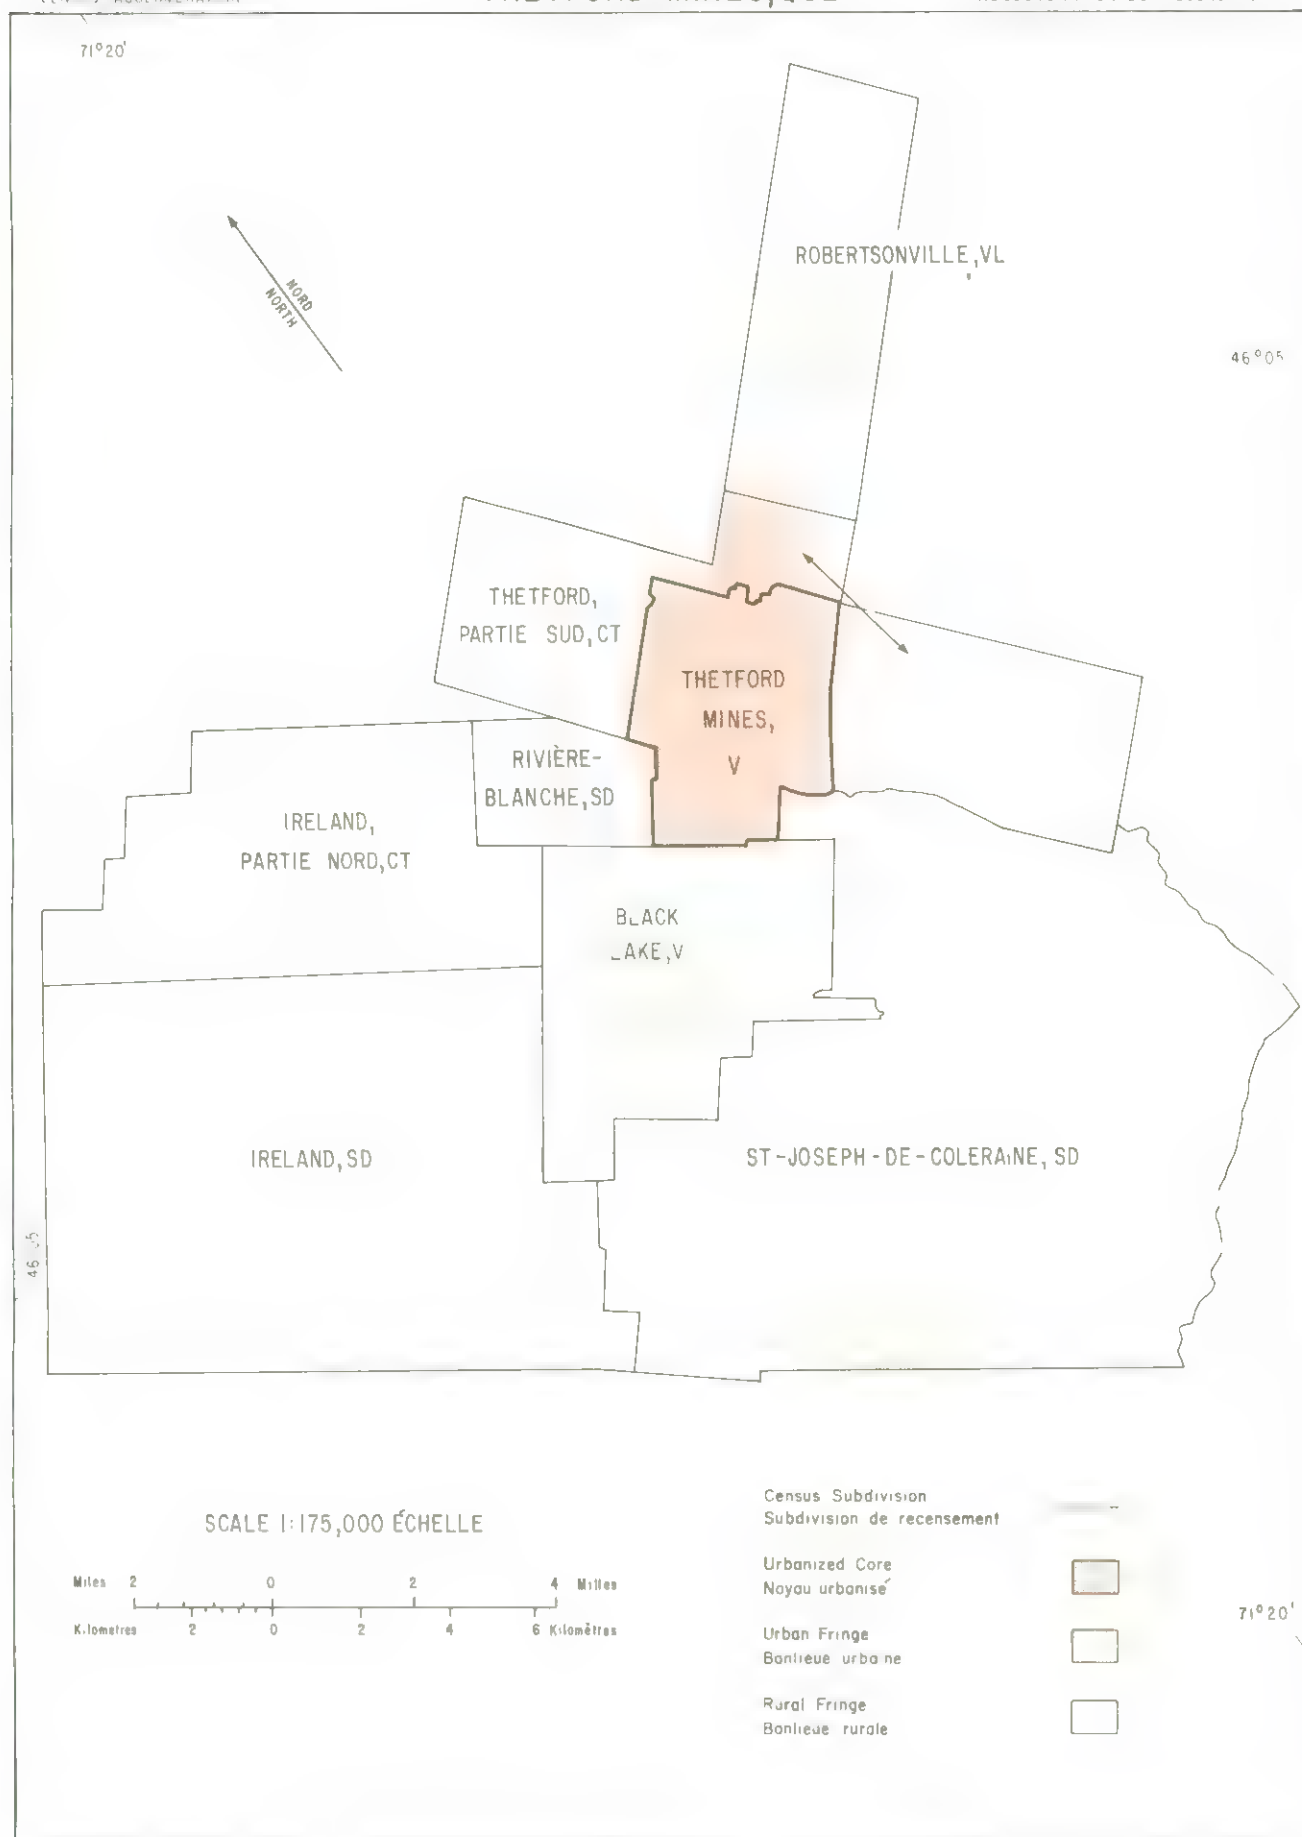 71°20'
ROBERTSONVILLE, VL
NORD
NORTH
46°05
THETFORD,
PARTIE SUD, CT
THETFORD
MINES,
V
RIVIÈRE-
BLANCHE, SD
IRELAND,
PARTIE NORD, CT
BLACK
LAKE, V
IRELAND, SD
ST-JOSEPH-DE-COLERAINE, SD
SCALE 1:175,000 ÉCHELLE
Miles 2 0 2 4 Milles
Kilometres 2 0 2 4 6 Kilomètres
Census Subdivision
Subdivision de recensement
Urbanized Core
Noyau urbanisé
Urban Fringe
Banlieue urbaine
Rural Fringe
Banlieue rurale
71°20'